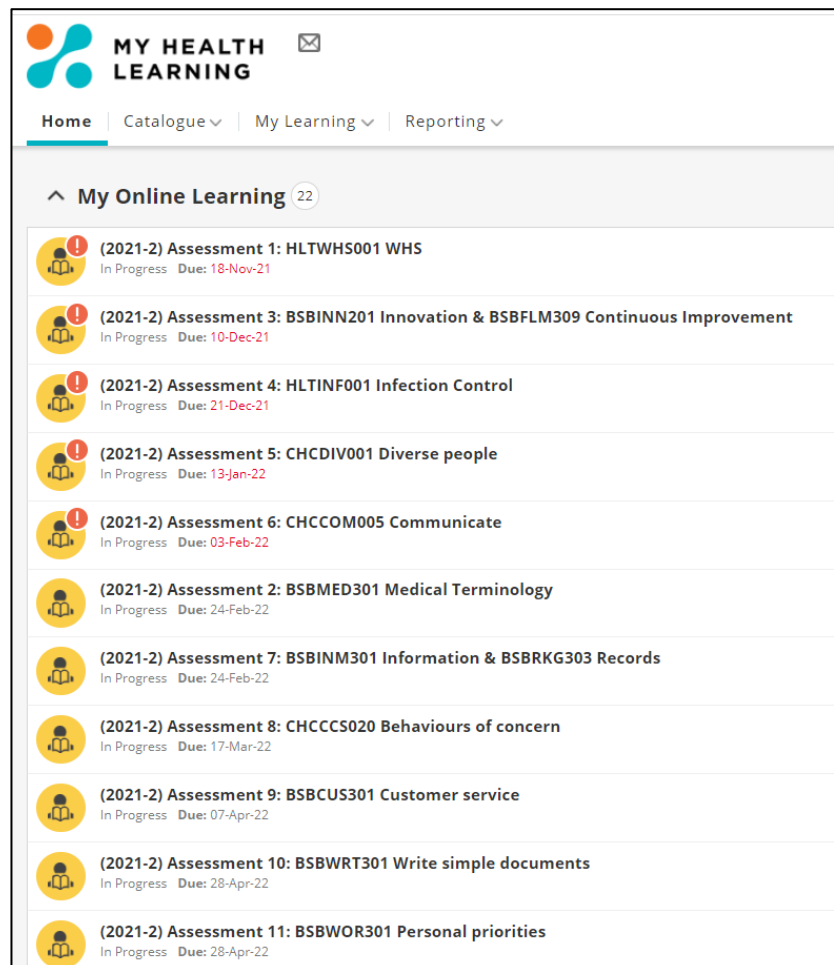 MY HEALTH
LEARNING
Home Catalogue My Learning Reporting
My Online Learning 22
(2021-2) Assessment 1: HLTWHS001 WHS
In Progress Due: 18-Nov-21
(2021-2) Assessment 3: BSBINN201 Innovation & BSBFLM309 Continuous Improvement
In Progress Due: 10-Dec-21
(2021-2) Assessment 4: HLTINF001 Infection Control
In Progress Due: 21-Dec-21
(2021-2) Assessment 5: CHCDIV001 Diverse people
In Progress Due: 13-Jan-22
(2021-2) Assessment 6: CHCCOM005 Communicate
In Progress Due: 03-Feb-22
(2021-2) Assessment 2: BSBMED301 Medical Terminology
In Progress Due: 24-Feb-22
(2021-2) Assessment 7: BSBINM301 Information & BSBRKG303 Records
In Progress Due: 24-Feb-22
(2021-2) Assessment 8: CHCCCS020 Behaviours of concern
In Progress Due: 17-Mar-22
(2021-2) Assessment 9: BSBCUS301 Customer service
In Progress Due: 07-Apr-22
(2021-2) Assessment 10: BSBWRT301 Write simple documents
In Progress Due: 28-Apr-22
(2021-2) Assessment 11: BSBWOR301 Personal priorities
In Progress Due: 28-Apr-22